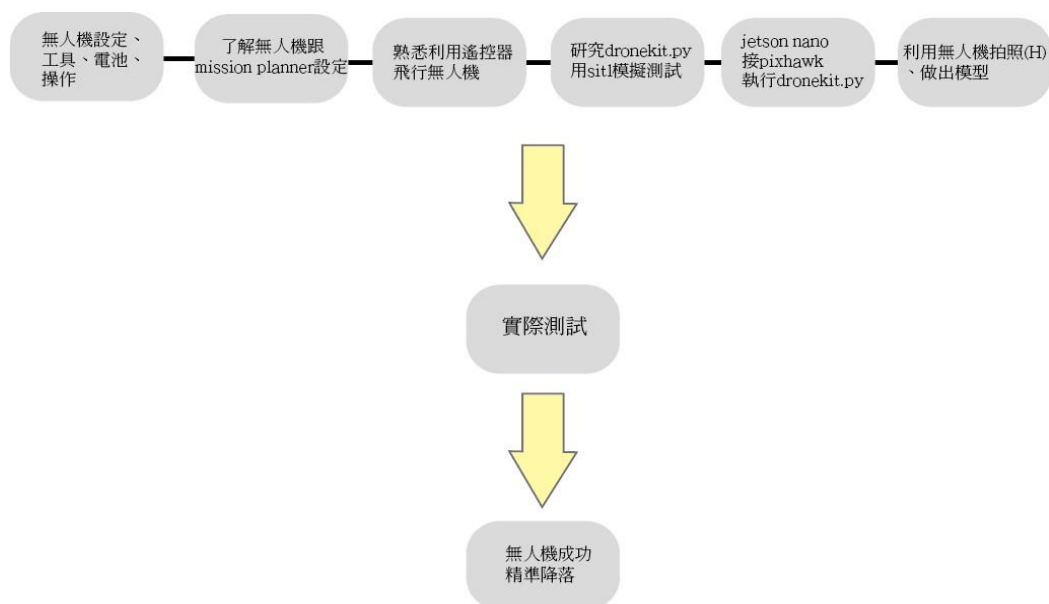 無人機設定、
工具、電池、
操作
了解無人機跟
mission planner設定
熟悉利用遙控器
飛行無人機
研究dronekit.py
用sitl模擬測試
jetson nano
接pixhawk
執行dronekit.py
利用無人機拍照(H)
、做出模型
實際測試
無人機成功
精準降落